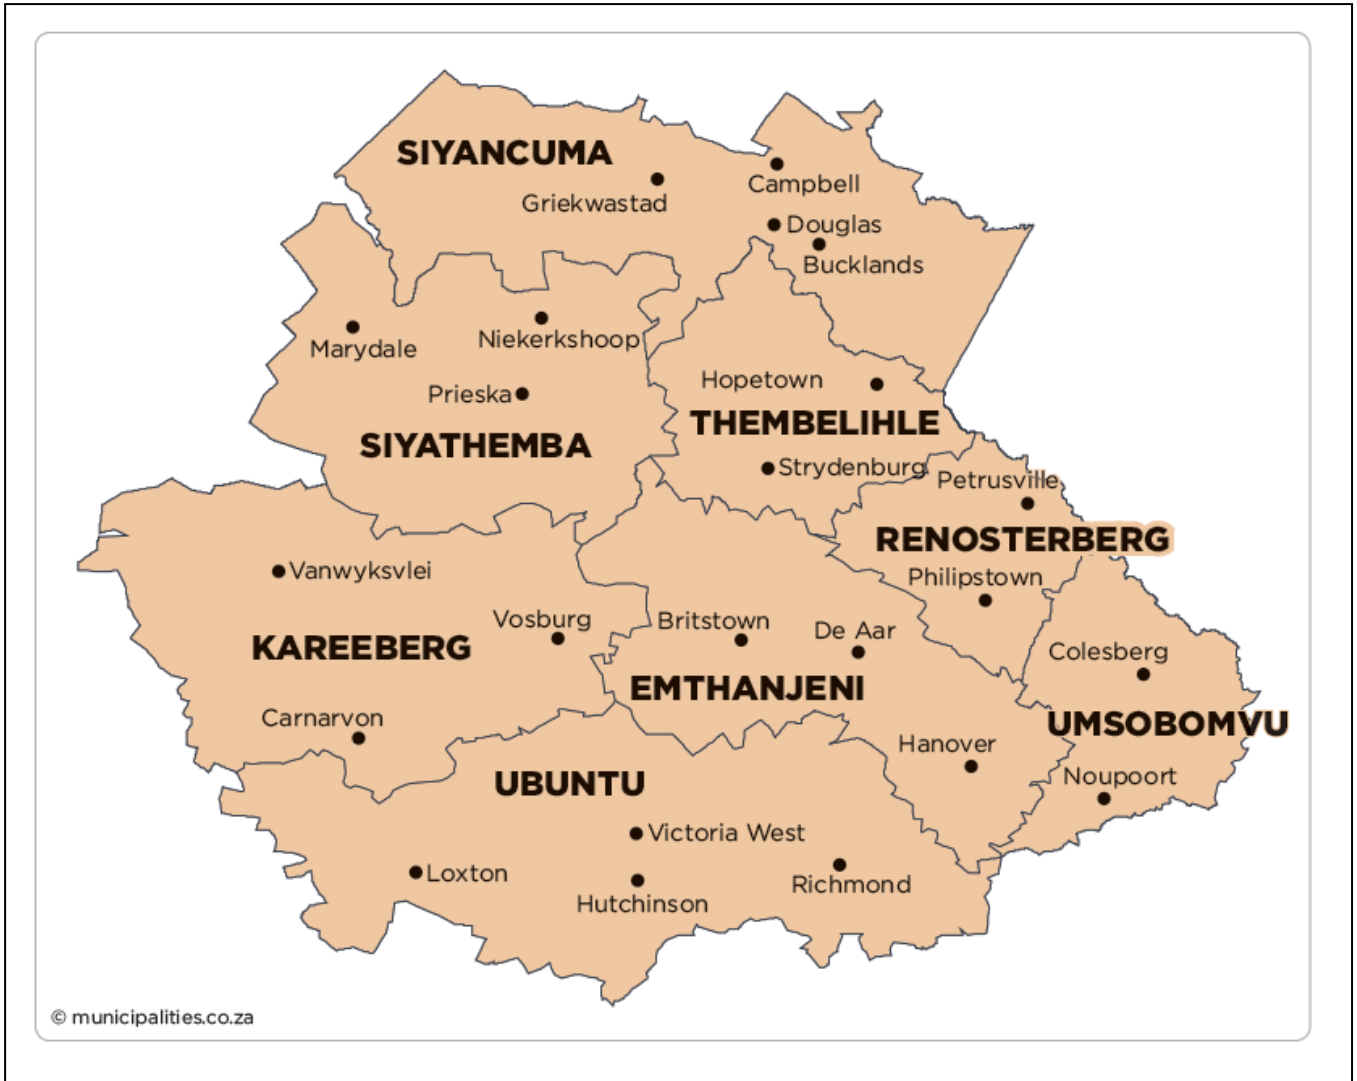 SIYANCUMA
Campbell
Griekwastad
Douglas
Bucklands
Niekerkshoop
Marydale
Hopetown
Prieska
THEMBELIHLE
SIYATHEMBA
Strydenburg
Petrusville
RENOSTERBERG
Vanwyksvlei
Philipstown
Vosburg
Britstown
De Aar
KAREEBERG
Colesberg
EMTHANJENI
Carnarvon
UMSOBOMVU
Hanover
Noupoort
UBUNTU
Victoria West
Loxton
Richmond
Hutchinson
© municipalities.co.za